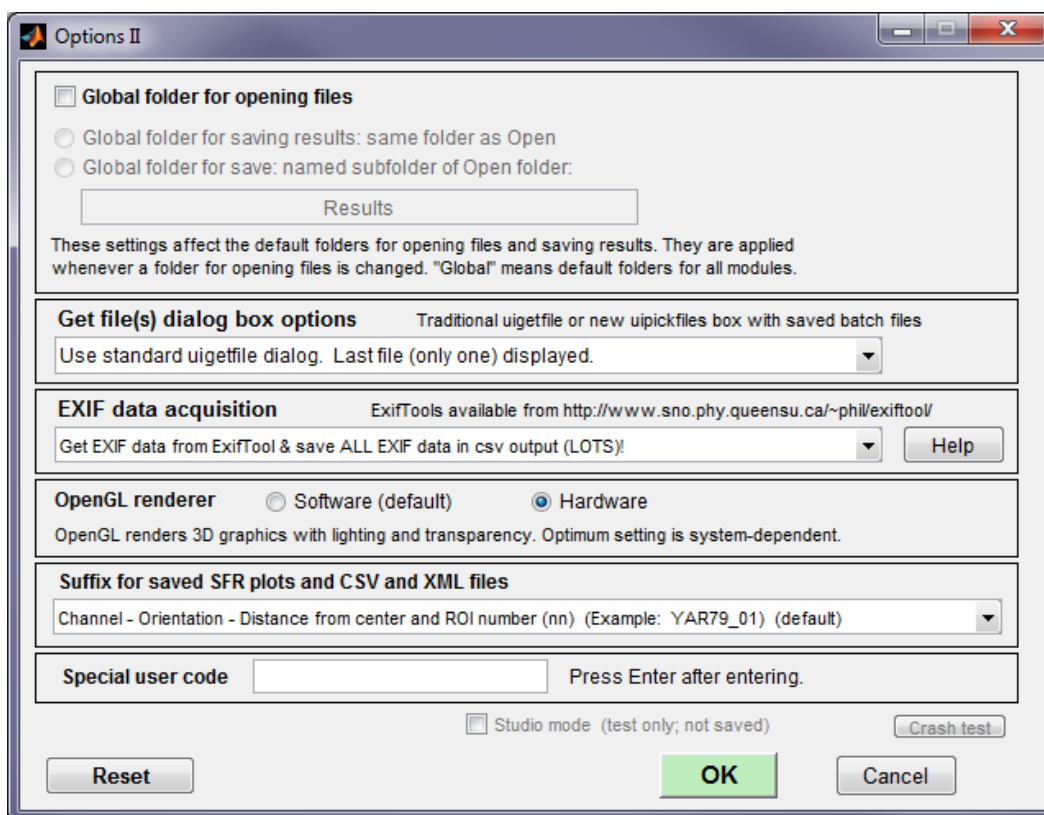 Options II
Global folder for opening files
Global folder for saving results: same folder as Open
Global folder for save: named subfolder of Open folder:
Results
These settings affect the default folders for opening files and saving results. They are applied
whenever a folder for opening files is changed. "Global" means default folders for all modules.
Get file(s) dialog box options Traditional uigetfile or new uipickfiles box with saved batch files
Use standard uigetfile dialog. Last file (only one) displayed.
EXIF data acquisition ExifTools available from http://www.sno.phy.queensu.ca/~phil/exiftool/
Get EXIF data from ExifTool & save ALL EXIF data in csv output (LOTS)! Help
OpenGL renderer Software (default) Hardware
OpenGL renders 3D graphics with lighting and transparency. Optimum setting is system-dependent.
Suffix for saved SFR plots and CSV and XML files
Channel - Orientation - Distance from center and ROI number (nn) (Example: YAR79_01) (default)
Special user code Press Enter after entering.
Studio mode (test only; not saved) Crash test
Reset OK Cancel